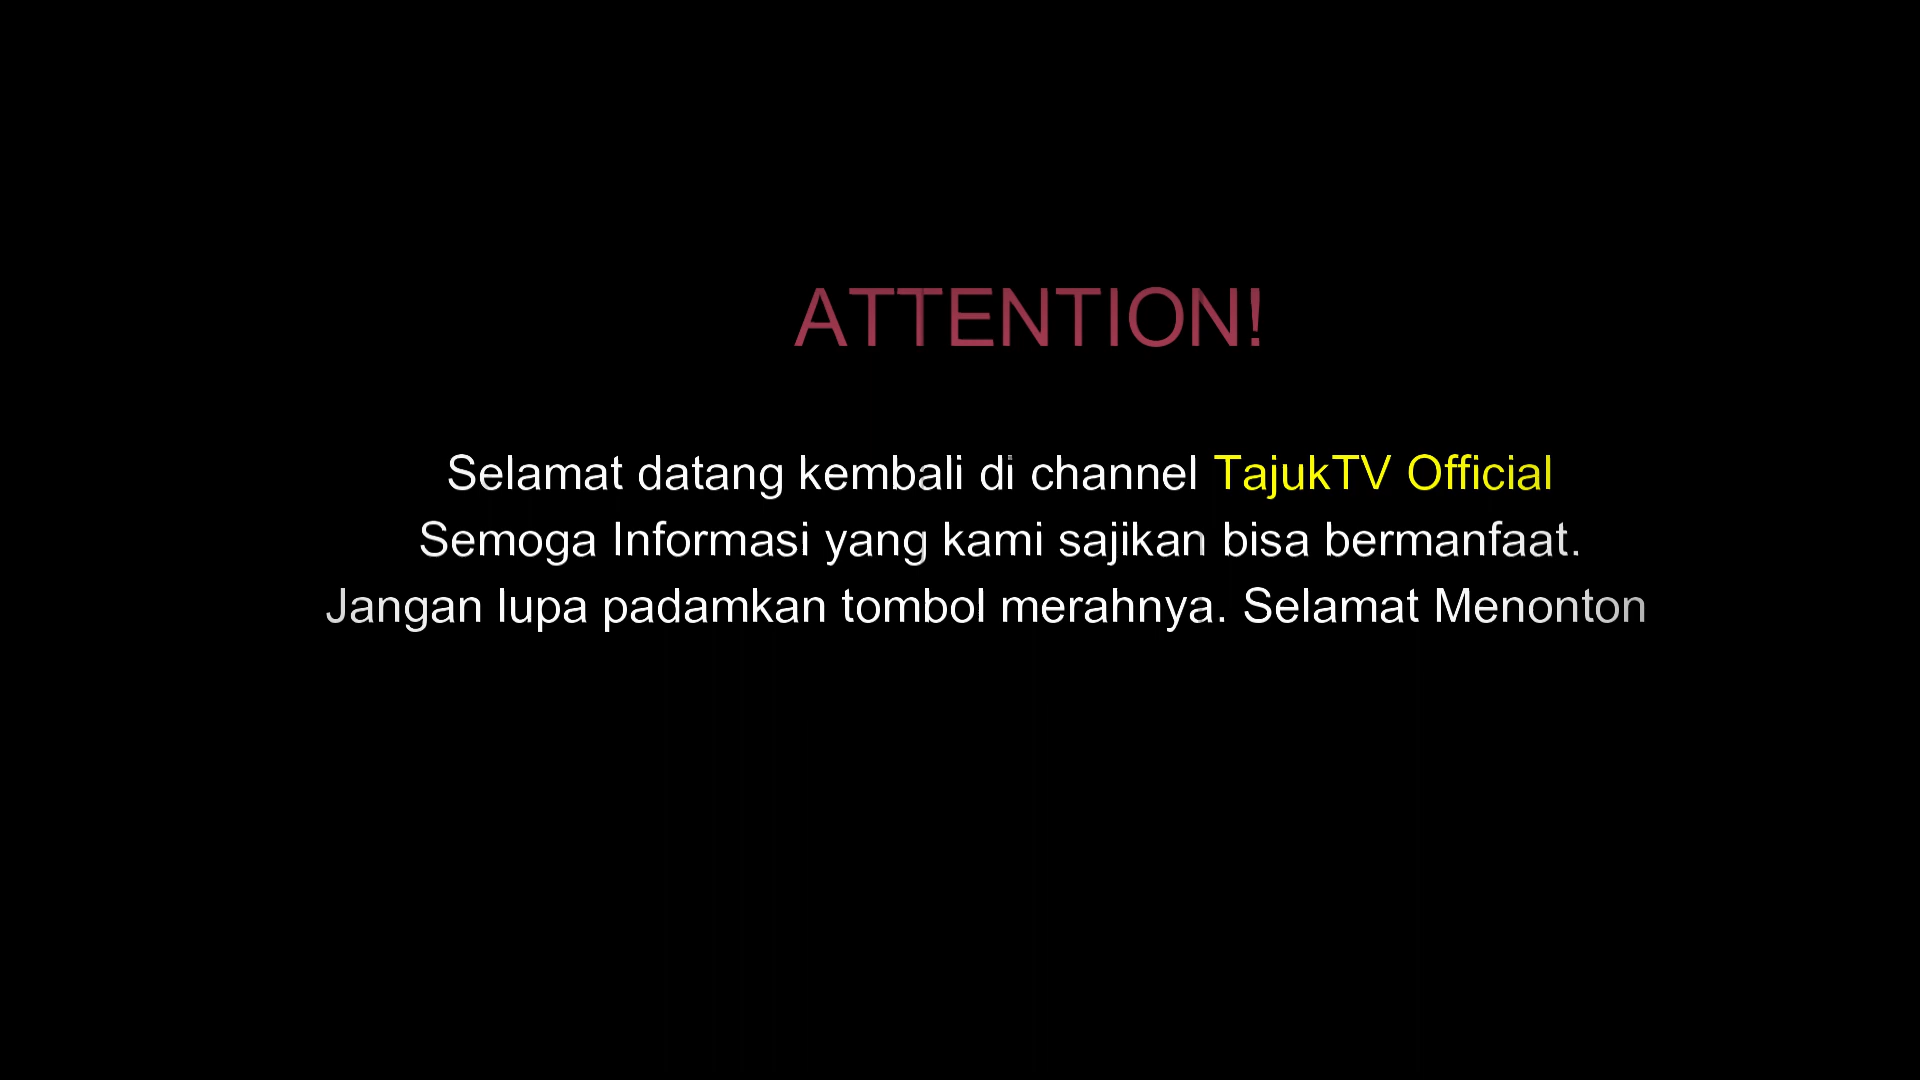 ATTENTION!
Selamat datang kembali di channel TajukTV Official
Semoga Informasi yang kami sajikan bisa bermanfaat.
Jangan lupa padamkan tombol merahnya. Selamat Menonton